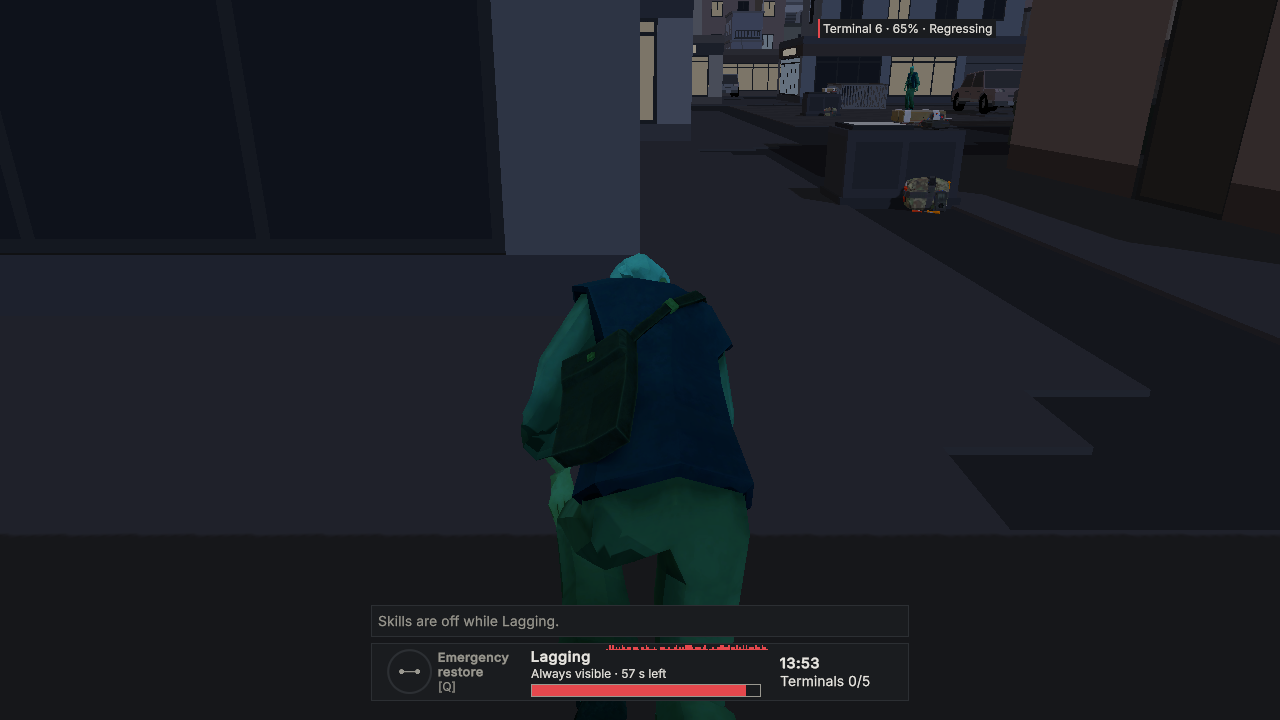 Terminal 6 · 65% · Regressing
Skills are off while Lagging.
Emergency
restore
[Q]
Lagging
Always visible · 57 s left
13:53
Terminals 0/5